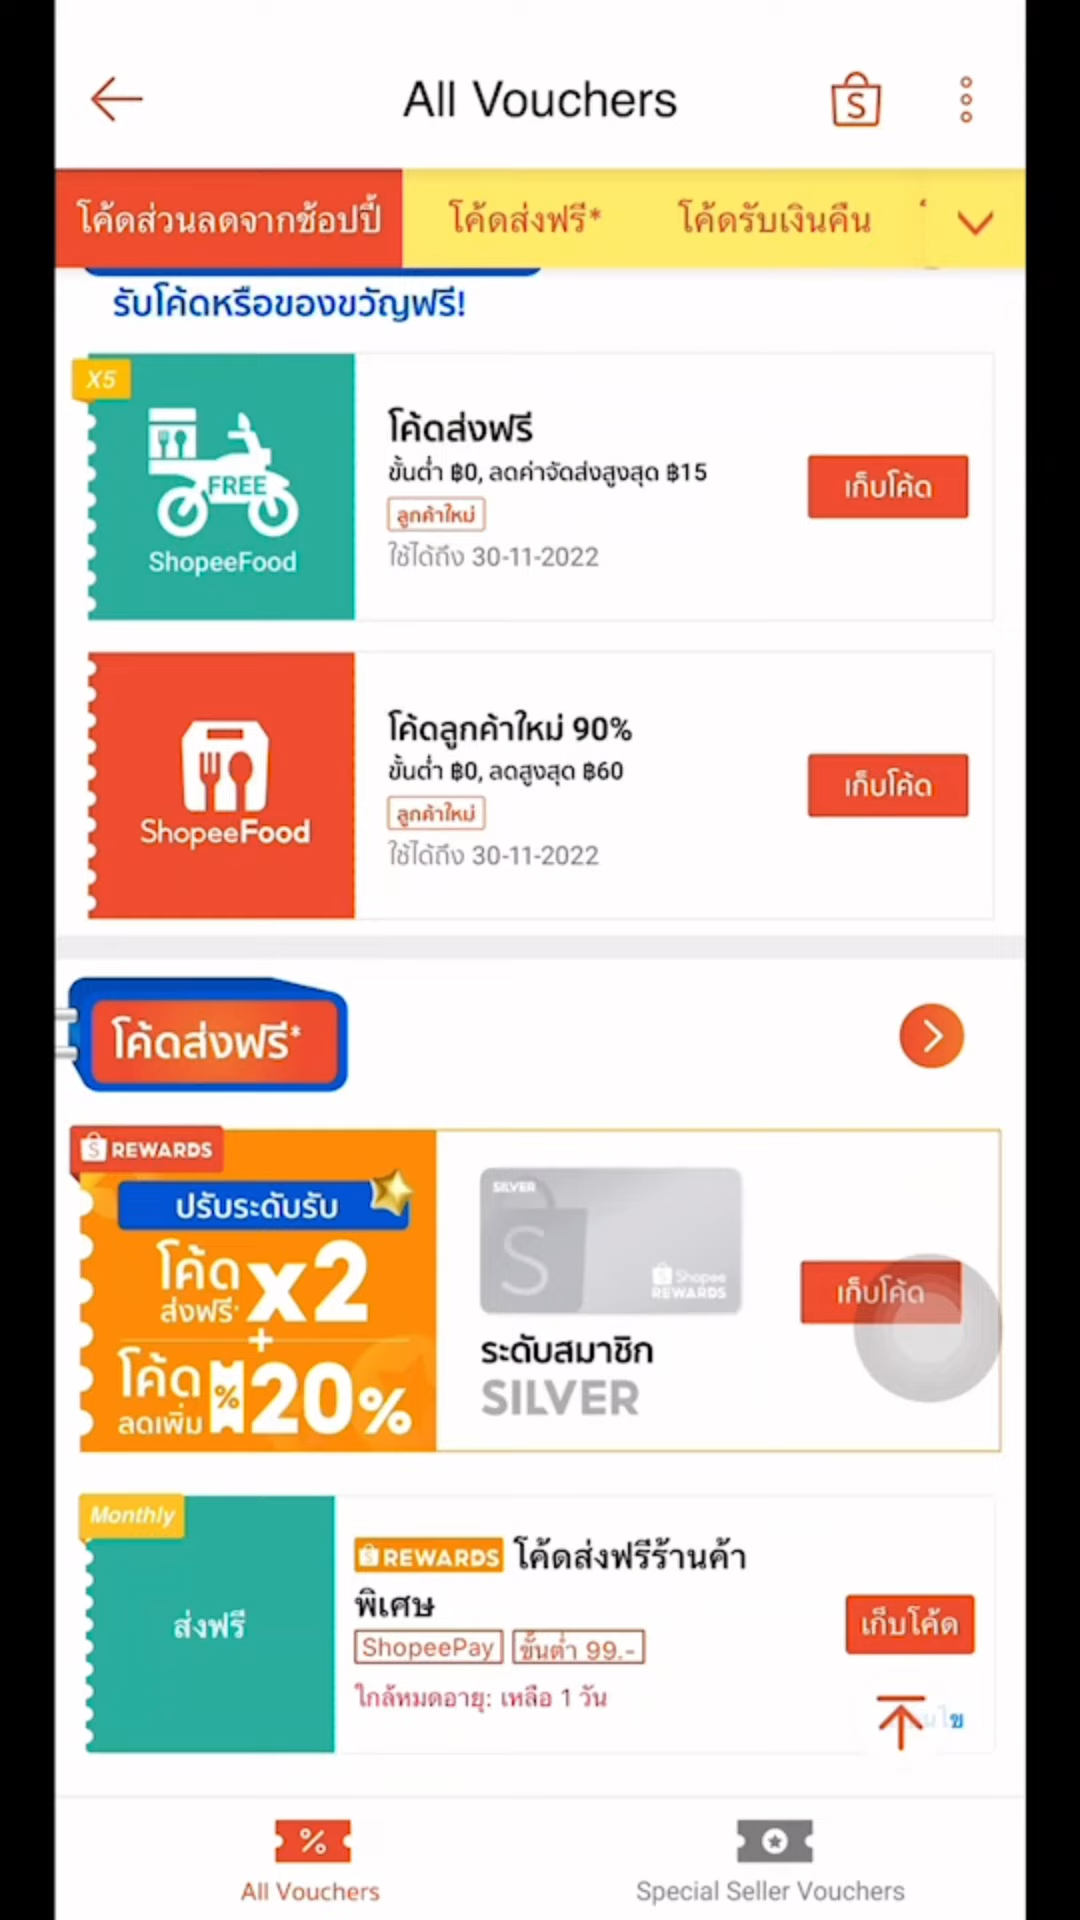 All Vouchers
โค้ดส่วนลดจากช้อปปี้
โค้ดส่งฟรี*
โค้ดรับเงินคืน
รับโค้ดหรือของขวัญฟรี!
X5
FREE
ShopeeFood
โค้ดส่งฟรี
ขั้นต่ำ ฿0, ลดค่าจัดส่งสูงสุด ฿15
ลูกค้าใหม่
ใช้ได้ถึง 30-11-2022
เก็บโค้ด
ShopeeFood
โค้ดลูกค้าใหม่ 90%
ขั้นต่ำ ฿0, ลดสูงสุด ฿60
ลูกค้าใหม่
ใช้ได้ถึง 30-11-2022
เก็บโค้ด
โค้ดส่งฟรี*
REWARDS
ปรับระดับรับ
โค้ด
ส่งฟรี* x2
+
โค้ด
ลดเพิ่ม % 20%
SILVER
Shopee
REWARDS
ระดับสมาชิก
SILVER
เก็บโค้ด
Monthly
ส่งฟรี
REWARDS โค้ดส่งฟรีร้านค้า
พิเศษ
ShopeePay ขั้นต่ำ 99.-
ใกล้หมดอายุ: เหลือ 1 วัน
เก็บโค้ด
All Vouchers
Special Seller Vouchers